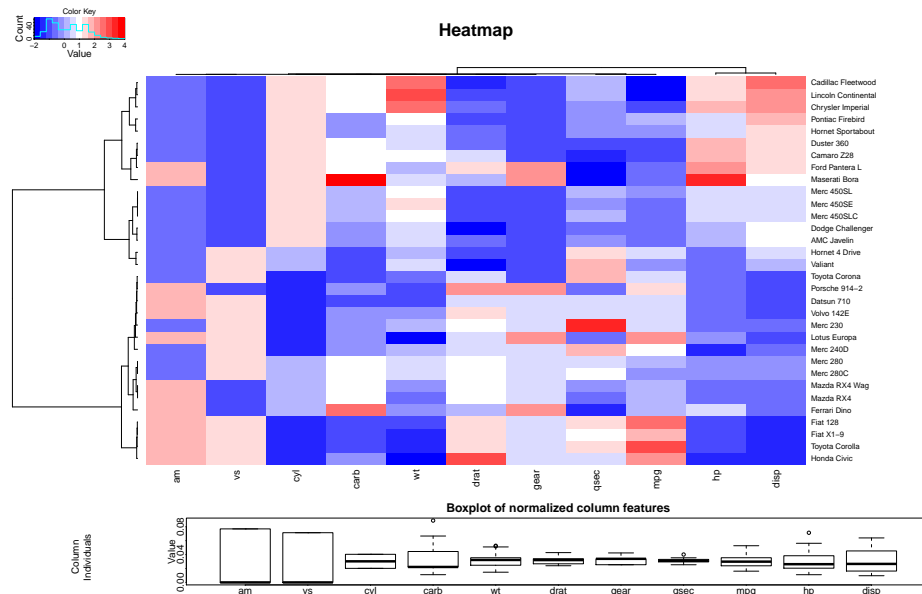 Color Key
Count
0 40
−2 0 1 2 3 4
Value
Heatmap
Cadillac Fleetwood
Lincoln Continental
Chrysler Imperial
Pontiac Firebird
Hornet Sportabout
Duster 360
Camaro Z28
Ford Pantera L
Maserati Bora
Merc 450SL
Merc 450SE
Merc 450SLC
Dodge Challenger
AMC Javelin
Hornet 4 Drive
Valiant
Toyota Corona
Porsche 914−2
Datsun 710
Volvo 142E
Merc 230
Lotus Europa
Merc 240D
Merc 280
Merc 280C
Mazda RX4 Wag
Mazda RX4
Ferrari Dino
Fiat 128
Fiat X1−9
Toyota Corolla
Honda Civic
am vs cyl carb wt drat gear qsec mpg hp disp
Boxplot of normalized column features
Column
Individuals
Value
0.00 0.04 0.08
am vs cyl carb wt drat gear qsec mpg hp disp